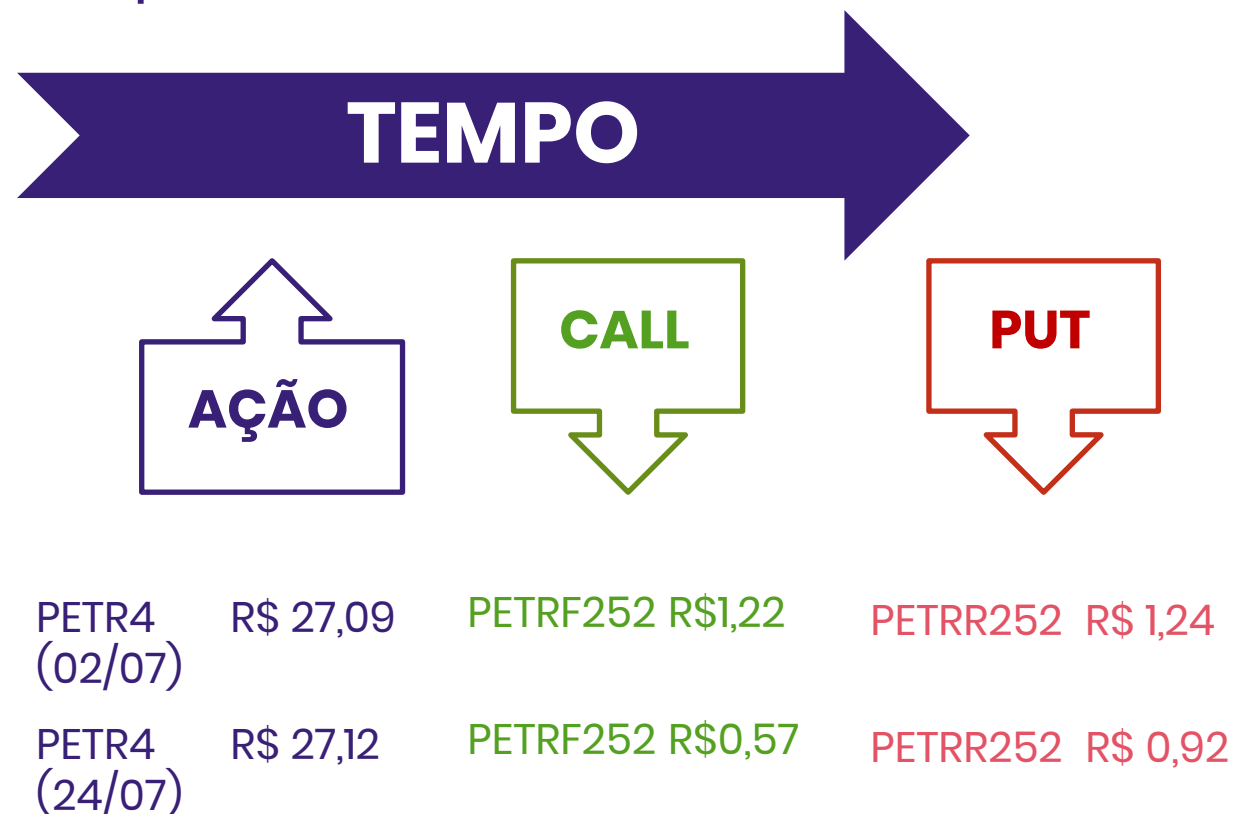 TEMPO
AÇÃO
CALL
PUT
PETR4 R$ 27,09 PETRF252 R$1,22 PETRR252 R$ 1,24
(02/07)
PETR4 R$ 27,12 PETRF252 R$0,57 PETRR252 R$ 0,92
(24/07)